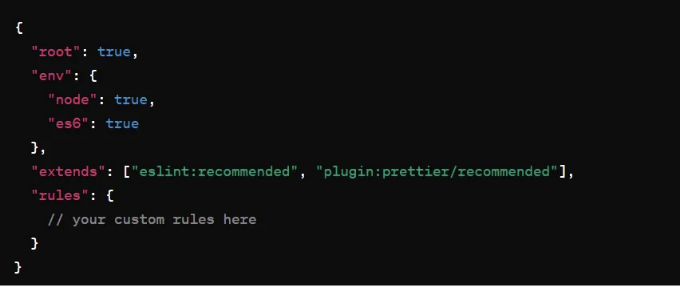 {
  "root": true,
  "env": {
    "node": true,
    "es6": true
  },
  "extends": ["eslint:recommended", "plugin:prettier/recommended"],
  "rules": {
    // your custom rules here
  }
}